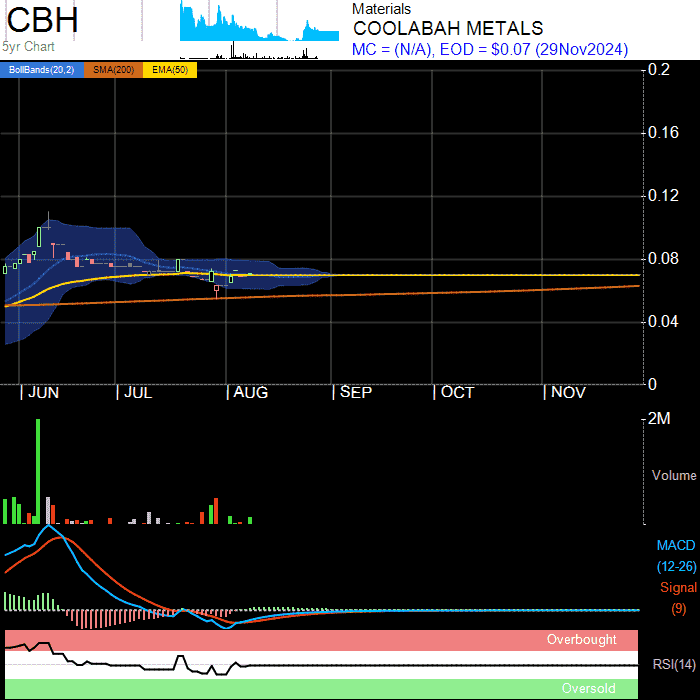 CBH
5yr Chart
Materials
COOLABAH METALS
MC = (N/A), EOD = $0.07 (29Nov2024)
BollBands(20,2) SMA(200) EMA(50)
0.2
0.16
0.12
0.08
0.04
0
JUN JUL AUG SEP OCT NOV
2M
Volume
MACD
(12-26)
Signal
(9)
Overbought
RSI(14)
Oversold